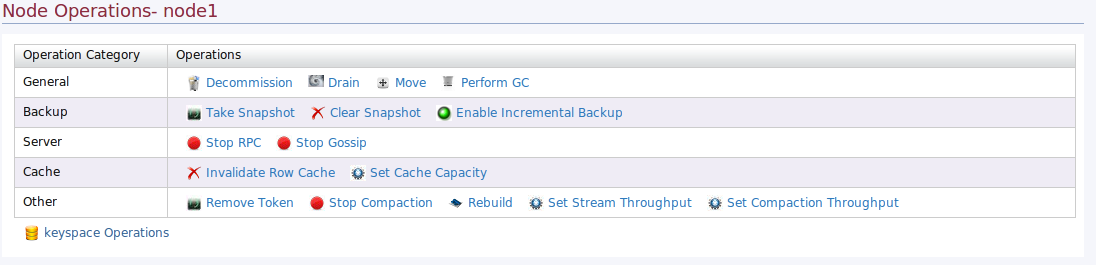 Node Operations- node1
Operation Category Operations
General Decommission Drain Move Perform GC
Backup Take Snapshot Clear Snapshot Enable Incremental Backup
Server Stop RPC Stop Gossip
Cache Invalidate Row Cache Set Cache Capacity
Other Remove Token Stop Compaction Rebuild Set Stream Throughput Set Compaction Throughput
keyspace Operations